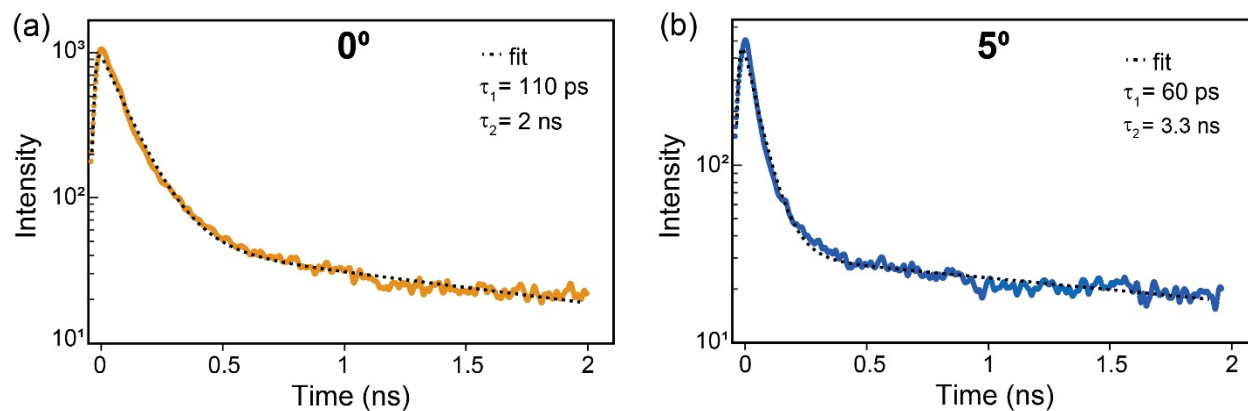 (a)
0º
10³
10²
10¹
Intensity
fit
τ₁= 110 ps
τ₂= 2 ns
0 0.5 1 1.5 2
Time (ns)
(b)
5º
10²
10¹
Intensity
fit
τ₁= 60 ps
τ₂= 3.3 ns
0 0.5 1 1.5 2
Time (ns)